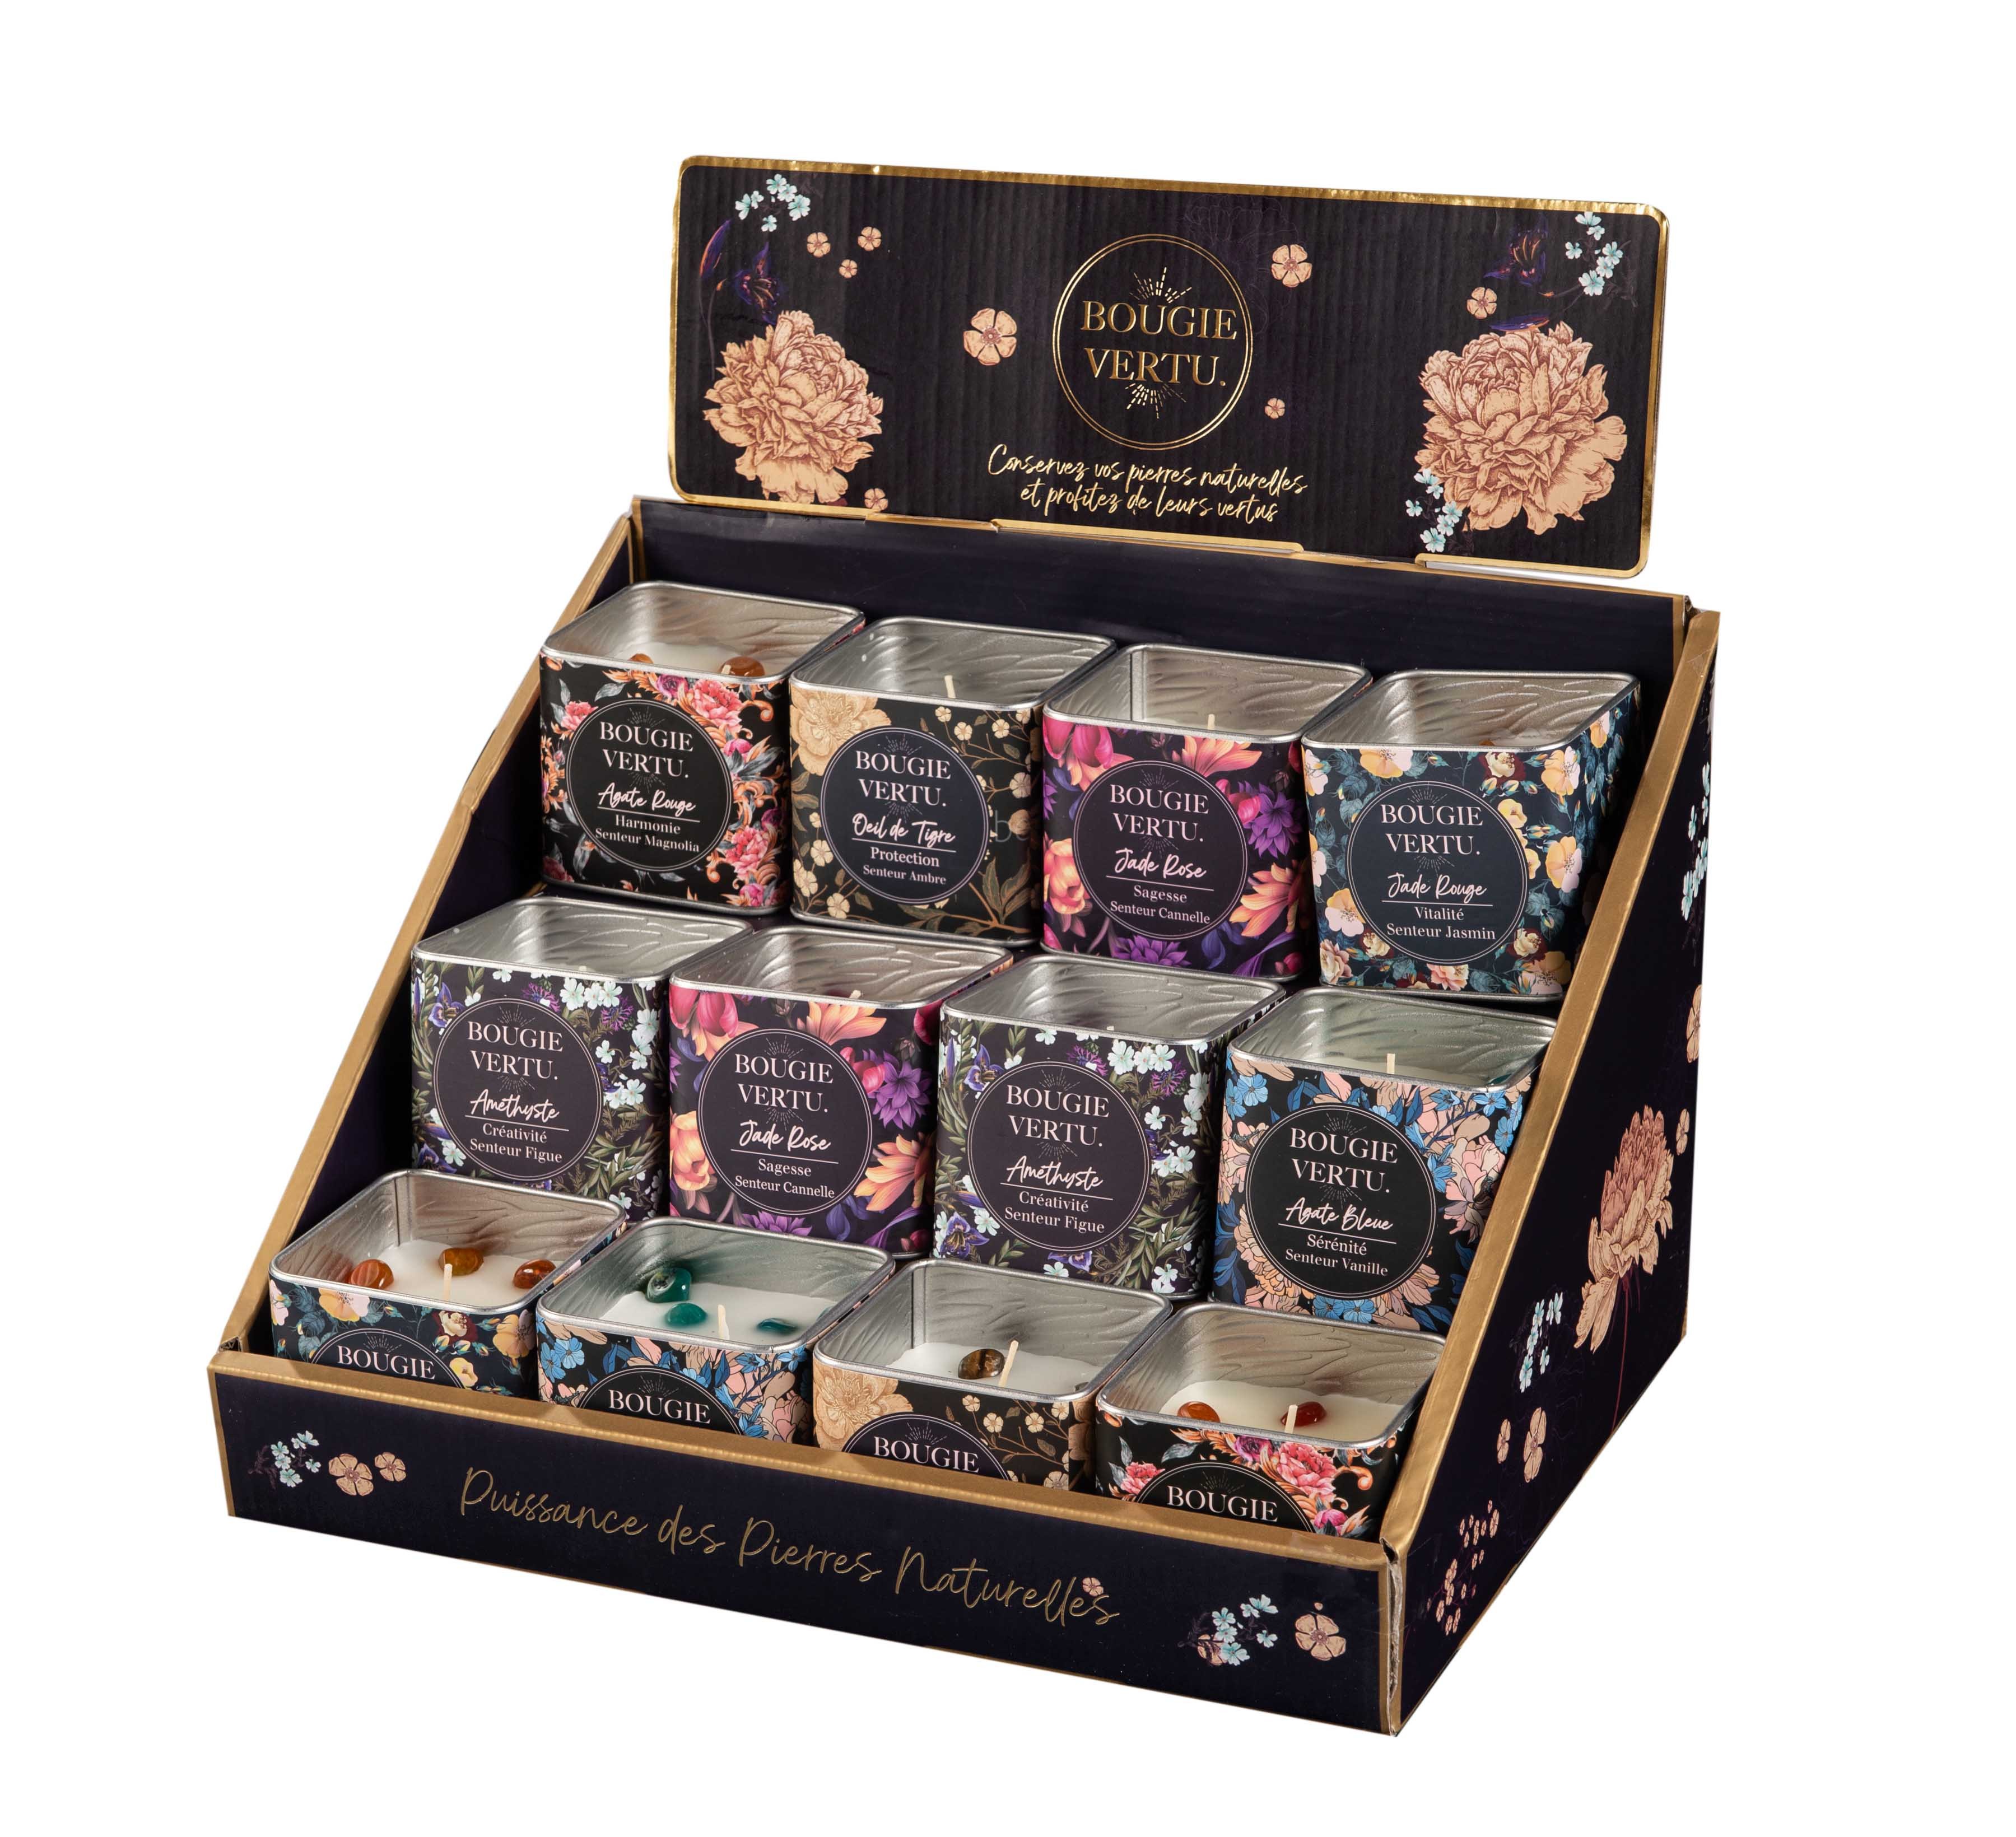 BOUGIE
VERTU.
Conservez vos pierres naturelles
et profitez de leurs vertus
BOUGIE
VERTU.
Agate Rouge
Harmonie
Senteur Magnolia
BOUGIE
VERTU.
Oeil de Tigre
Protection
Senteur Ambre
BOUGIE
VERTU.
Jade Rose
Sagesse
Senteur Cannelle
BOUGIE
VERTU.
Jade Rouge
Vitalité
Senteur Jasmin
BOUGIE
VERTU.
Améthyste
Créativité
Senteur Figue
BOUGIE
VERTU.
Jade Rose
Sagesse
Senteur Cannelle
BOUGIE
VERTU.
Améthyste
Créativité
Senteur Figue
BOUGIE
VERTU.
Agate Bleue
Sérénité
Senteur Vanille
BOUGIE
BOUGIE
BOUGIE
BOUGIE
Puissance des Pierres Naturelles